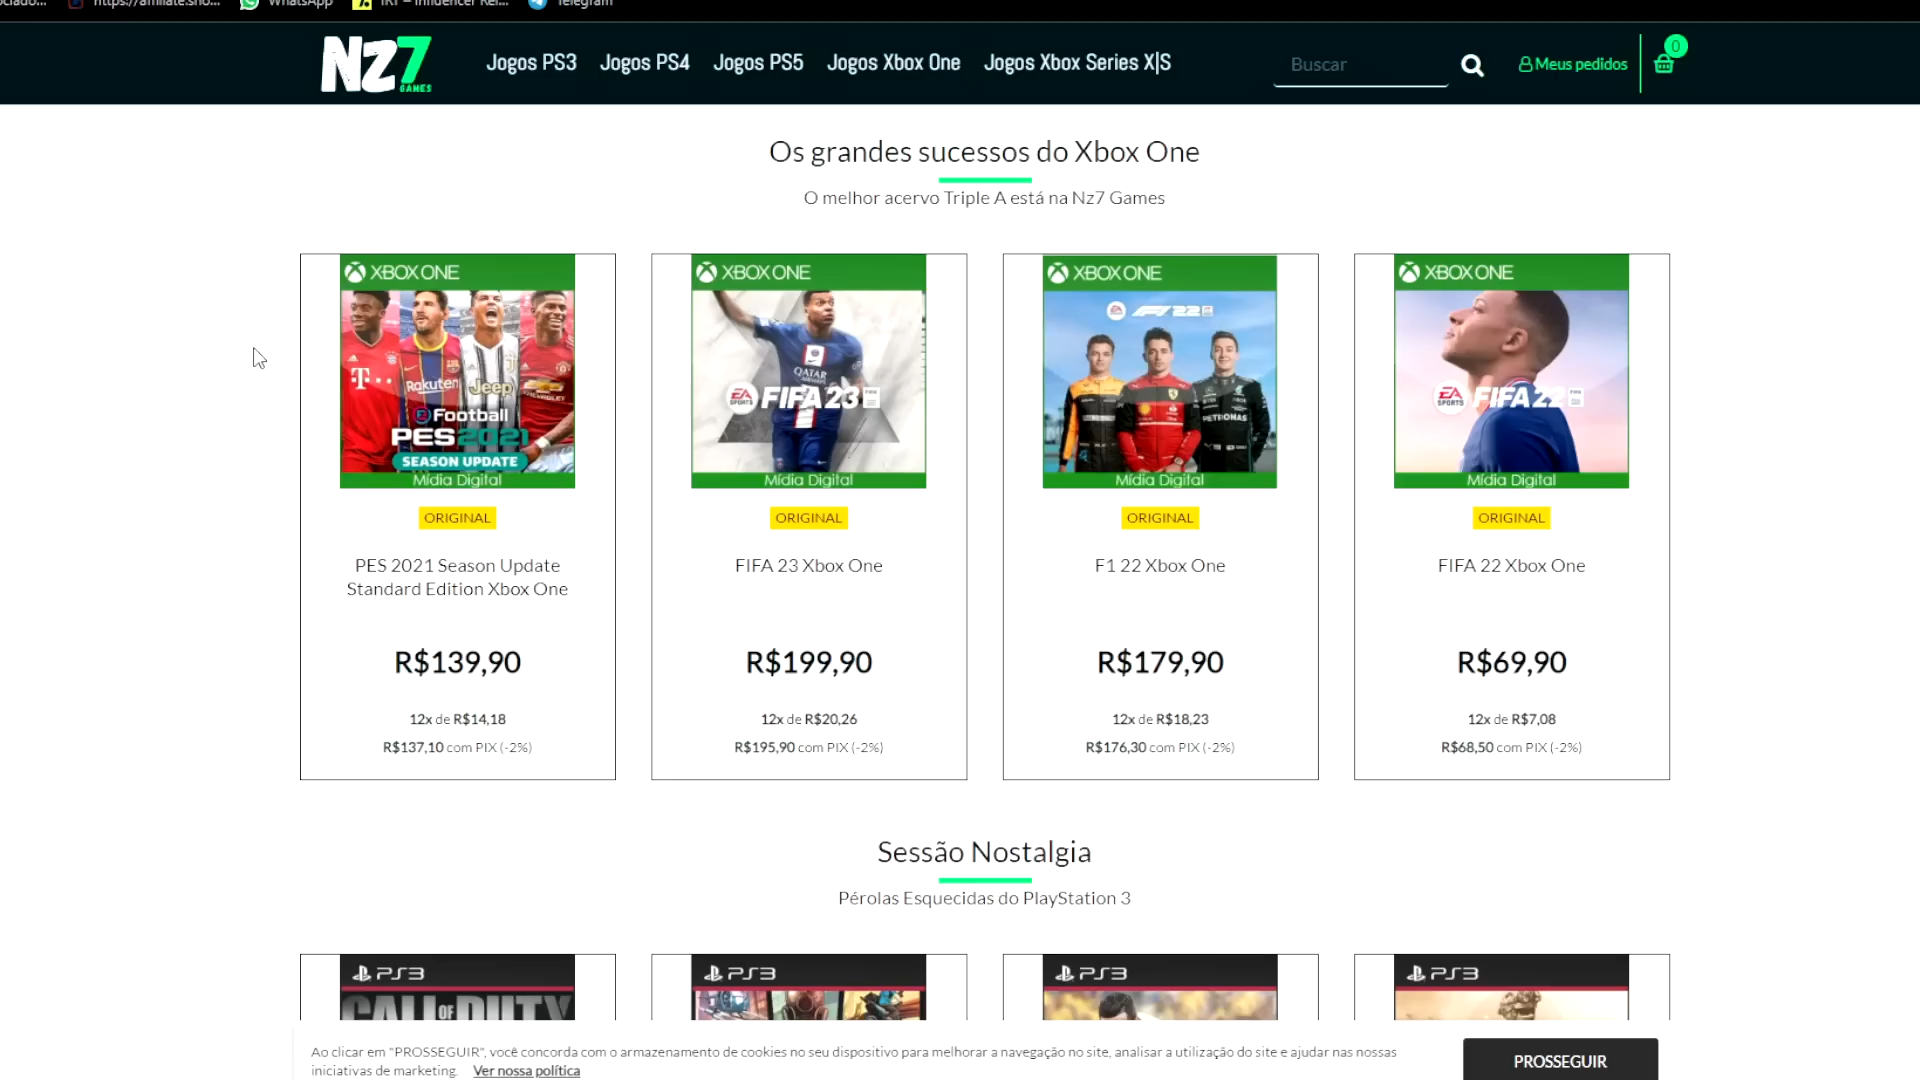 https://affiliate.sho...
WhatsApp
Telegram
NZ7
GAMES
Jogos PS3
Jogos PS4
Jogos PS5
Jogos Xbox One
Jogos Xbox Series X|S
Buscar
Meus pedidos
0
Os grandes sucessos do Xbox One
O melhor acervo Triple A está na Nz7 Games
XBOX ONE
T...
Rakuten
Jeep
CHEVROLET
eFootball
PES 2021
SEASON UPDATE
Mídia Digital
ORIGINAL
PES 2021 Season Update
Standard Edition Xbox One
R$139,90
12x de R$14,18
R$137,10 com PIX (-2%)
XBOX ONE
QATAR
EA SPORTS
FIFA 23
Mídia Digital
ORIGINAL
FIFA 23 Xbox One
R$199,90
12x de R$20,26
R$195,90 com PIX (-2%)
XBOX ONE
F1 22
PETRONAS
Mídia Digital
ORIGINAL
F1 22 Xbox One
R$179,90
12x de R$18,23
R$176,30 com PIX (-2%)
XBOX ONE
EA SPORTS
FIFA 22
Mídia Digital
ORIGINAL
FIFA 22 Xbox One
R$69,90
12x de R$7,08
R$68,50 com PIX (-2%)
Sessão Nostalgia
Pérolas Esquecidas do PlayStation 3
PS3
CALL OF DUTY
PS3
PS3
PS3
Ao clicar em "PROSSEGUIR", você concorda com o armazenamento de cookies no seu dispositivo para melhorar a navegação no site, analisar a utilização do site e ajudar nas nossas
iniciativas de marketing. Ver nossa política
PROSSEGUIR